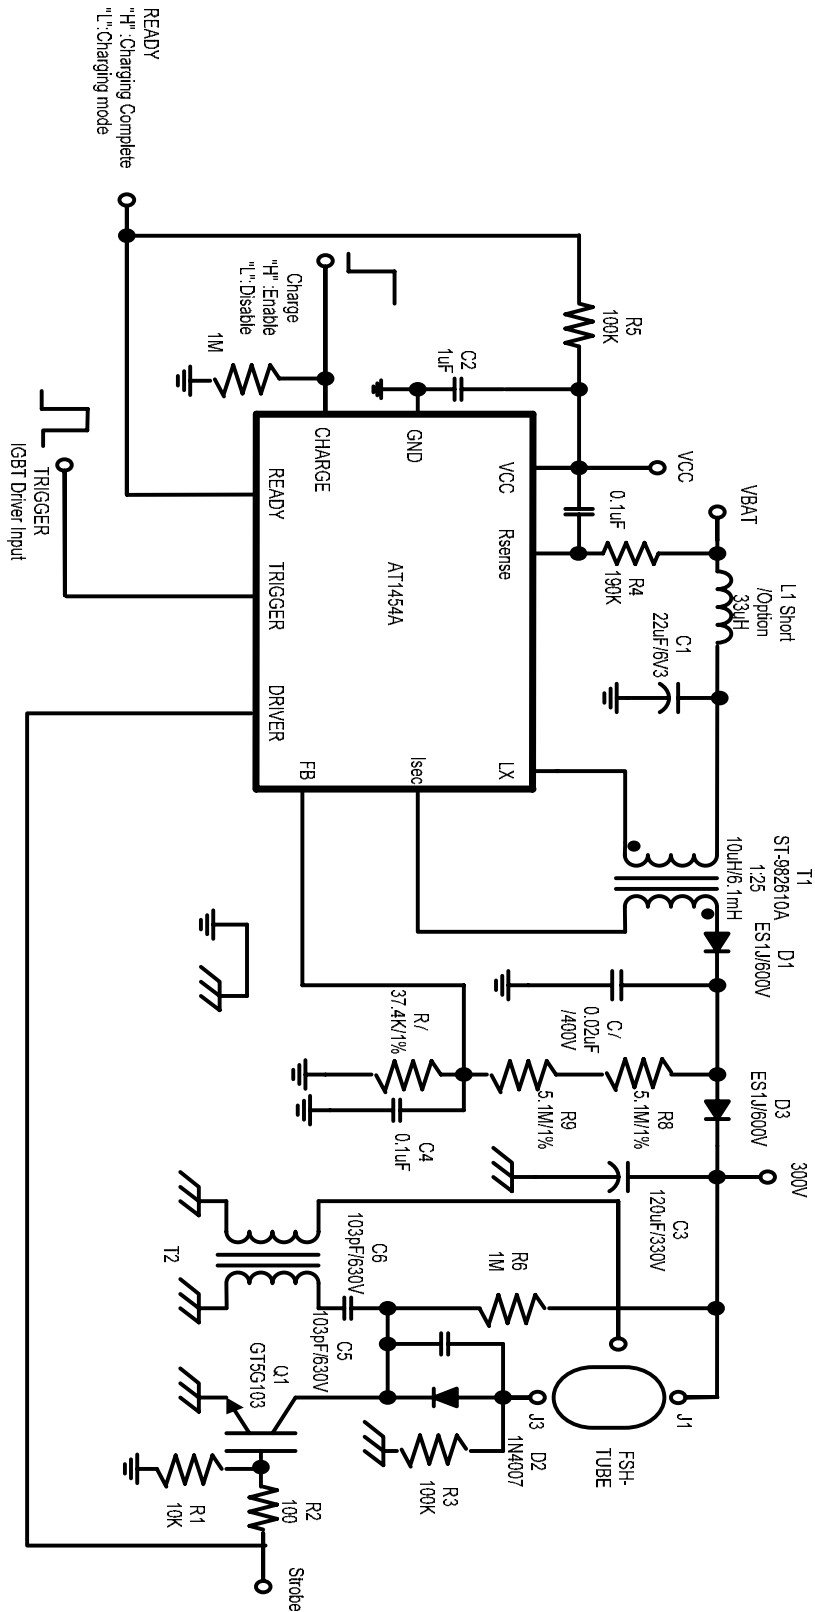 READY
"H" :Charging Complete
"L":Charging mode
Charge
"H" :Enable
"L":Disable
1M
TRIGGER
IGBT Driver Input
R5
100K
C2
1uF
VCC
0.1uF
VBAT
R4
190K
L1 Short
/Option
33uH
C1
22uF/6V3
GND
CHARGE
VCC
READY
Rsense
AT1454A
TRIGGER
DRIVER
LX
Isec
FB
T1
ST-982610A
1:25
10uH/6.1mH
D1
ES1J/600V
C/
0.02uF
/400V
R/
37.4K/1%
R8
5.1M/1%
R9
5.1M/1%
C4
0.1uF
D3
ES1J/600V
300V
C3
120uF/330V
T2
C6
103pF/630V
R6
1M
C5
103pF/630V
Q1
GT5G103
J1
J3
FSH-
TUBE
D2
1N4007
R3
100K
R1
10K
R2
100
Strobe